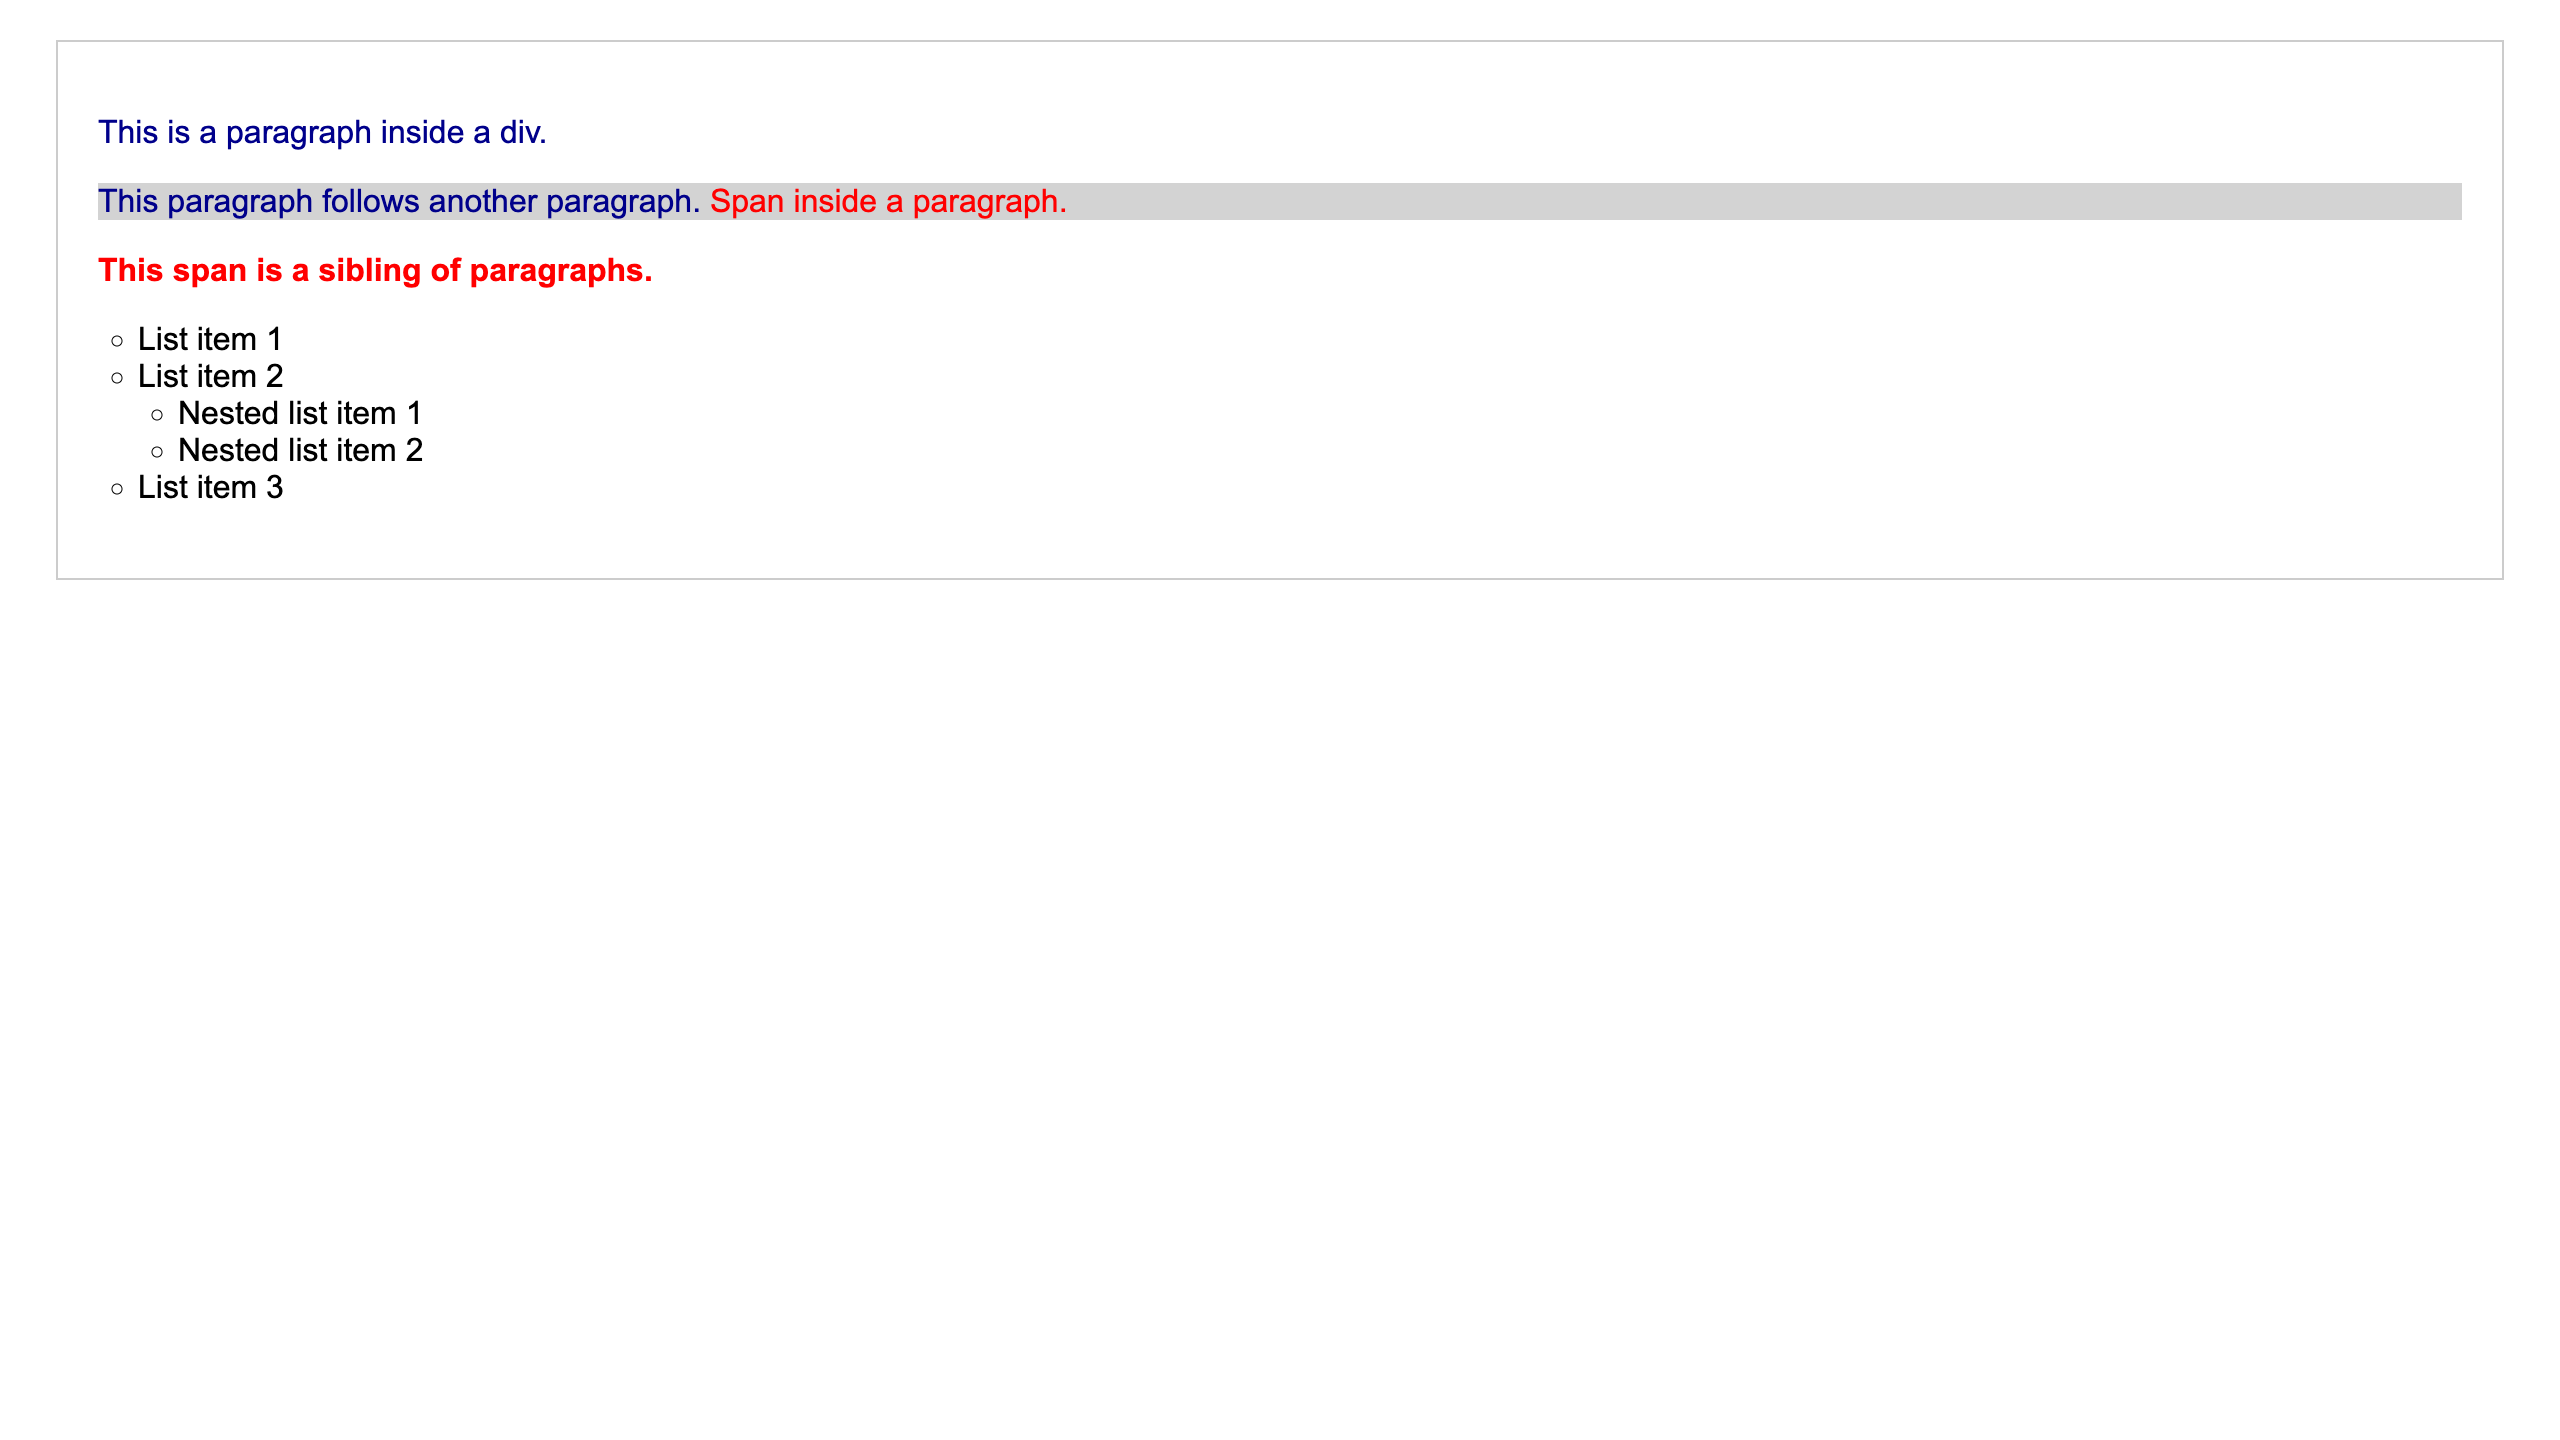 This is a paragraph inside a div.
This paragraph follows another paragraph. Span inside a paragraph.
This span is a sibling of paragraphs.
List item 1
List item 2
Nested list item 1
Nested list item 2
List item 3